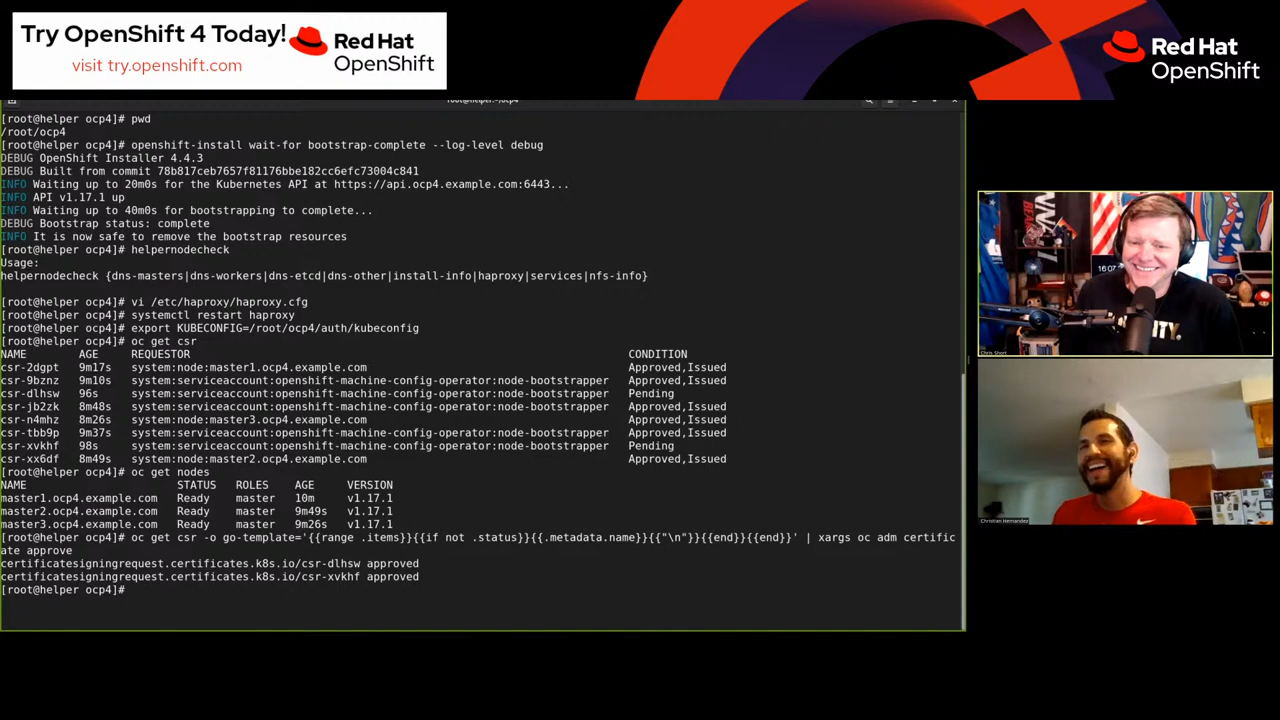 Try OpenShift 4 Today!
visit try.openshift.com
Red Hat
OpenShift
Red Hat
OpenShift
root@helper:~/ocp4
[root@helper ocp4]# pwd
/root/ocp4
[root@helper ocp4]# openshift-install wait-for bootstrap-complete --log-level debug
DEBUG OpenShift Installer 4.4.3
DEBUG Built from commit 78b817ceb7657f81176bbe182cc6efc73004c841
INFO Waiting up to 20m0s for the Kubernetes API at https://api.ocp4.example.com:6443...
INFO API v1.17.1 up
INFO Waiting up to 40m0s for bootstrapping to complete...
DEBUG Bootstrap status: complete
INFO It is now safe to remove the bootstrap resources
[root@helper ocp4]# helpernodecheck
Usage:
helpernodecheck {dns-masters|dns-workers|dns-etcd|dns-other|install-info|haproxy|services|nfs-info}
[root@helper ocp4]# vi /etc/haproxy/haproxy.cfg
[root@helper ocp4]# systemctl restart haproxy
[root@helper ocp4]# export KUBECONFIG=/root/ocp4/auth/kubeconfig
[root@helper ocp4]# oc get csr
NAME AGE REQUESTOR CONDITION
csr-2dgpt 9m17s system:node:master1.ocp4.example.com Approved,Issued
csr-9bznz 9m10s system:serviceaccount:openshift-machine-config-operator:node-bootstrapper Approved,Issued
csr-dlhsw 96s system:serviceaccount:openshift-machine-config-operator:node-bootstrapper Pending
csr-jb2zk 8m48s system:serviceaccount:openshift-machine-config-operator:node-bootstrapper Approved,Issued
csr-n4mhz 8m26s system:node:master3.ocp4.example.com Approved,Issued
csr-tbb9p 9m37s system:serviceaccount:openshift-machine-config-operator:node-bootstrapper Approved,Issued
csr-xvkhf 98s system:serviceaccount:openshift-machine-config-operator:node-bootstrapper Pending
csr-xx6df 8m49s system:node:master2.ocp4.example.com Approved,Issued
[root@helper ocp4]# oc get nodes
NAME STATUS ROLES AGE VERSION
master1.ocp4.example.com Ready master 10m v1.17.1
master2.ocp4.example.com Ready master 9m49s v1.17.1
master3.ocp4.example.com Ready master 9m26s v1.17.1
[root@helper ocp4]# oc get csr -o go-template='{{range .items}}{{if not .status}}{{.metadata.name}}{{"\n"}}{{end}}{{end}}' | xargs oc adm certific
ate approve
certificatesigningrequest.certificates.k8s.io/csr-dlhsw approved
certificatesigningrequest.certificates.k8s.io/csr-xvkhf approved
[root@helper ocp4]#
16:07
Chris Short
Christian Hernandez